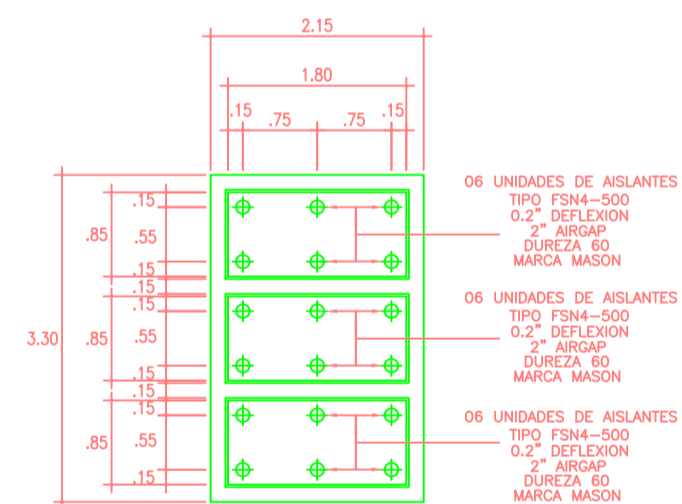 2.15
1.80
.15
.75
.75
.15
3.30
.85
.15
.55
.15
.15
.85
.55
.15
.15
.15
.85
.55
.15
06 UNIDADES DE AISLANTES
TIPO FSN4-500
0.2" DEFLEXION
2" AIRGAP
DUREZA 60
MARCA MASON
06 UNIDADES DE AISLANTES
TIPO FSN4-500
0.2" DEFLEXION
2" AIRGAP
DUREZA 60
MARCA MASON
06 UNIDADES DE AISLANTES
TIPO FSN4-500
0.2" DEFLEXION
2" AIRGAP
DUREZA 60
MARCA MASON